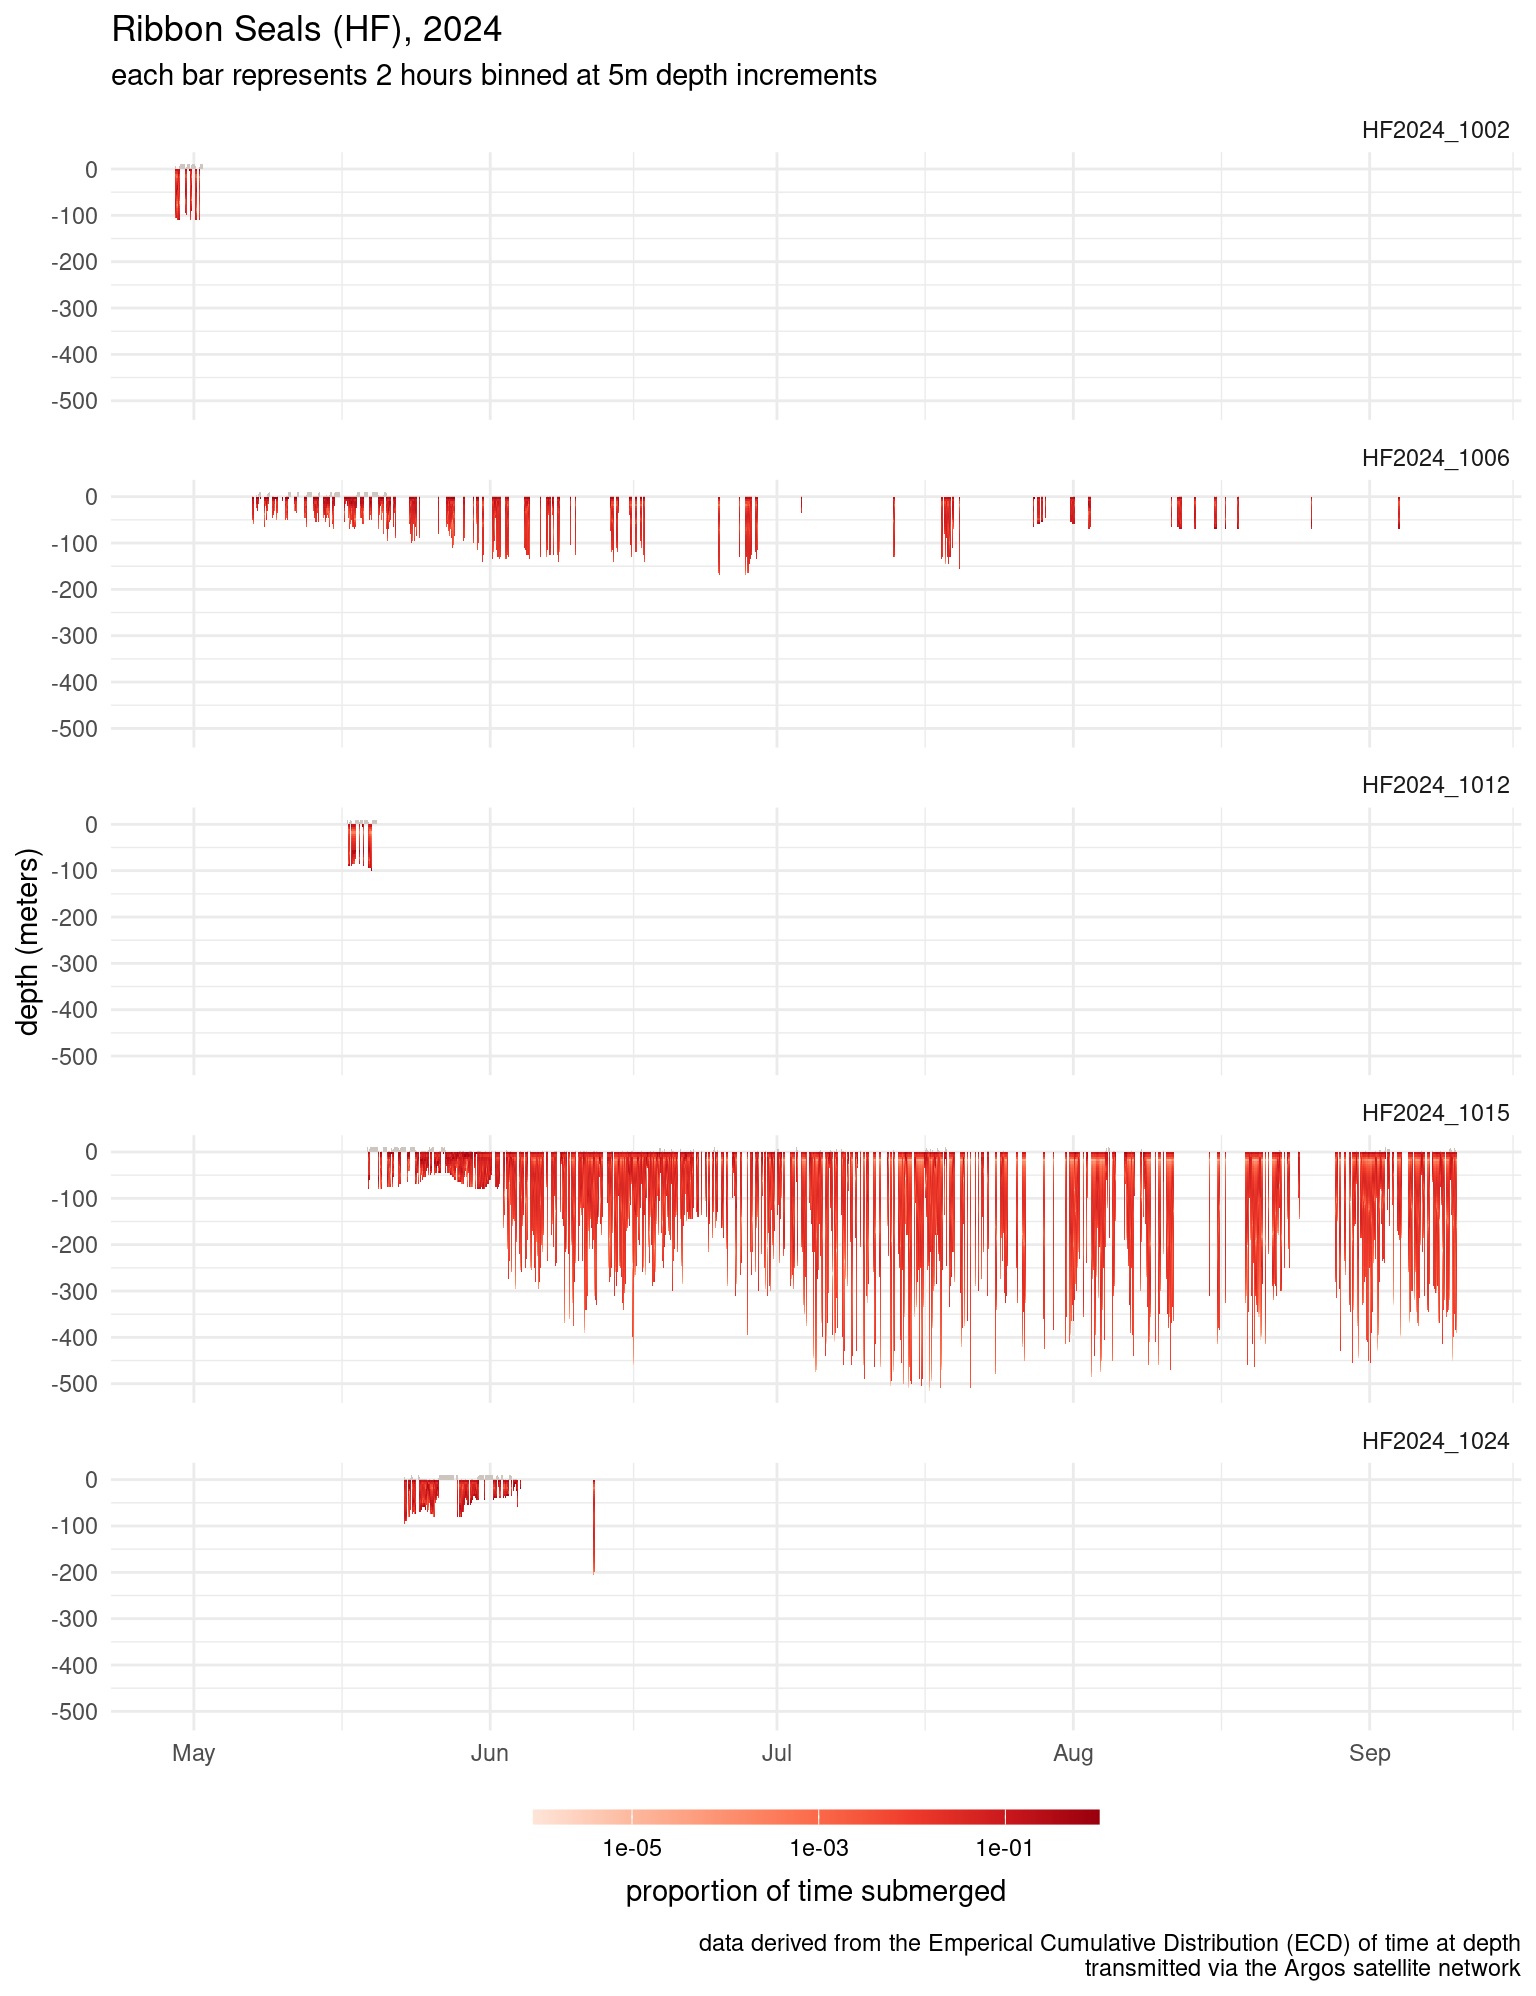 Ribbon Seals (HF), 2024
each bar represents 2 hours binned at 5m depth increments
HF2024_1002
0
-100
-200
-300
-400
-500
HF2024_1006
0
-100
-200
-300
-400
-500
HF2024_1012
0
-100
-200
-300
-400
-500
depth (meters)
HF2024_1015
0
-100
-200
-300
-400
-500
HF2024_1024
0
-100
-200
-300
-400
-500
May Jun Jul Aug Sep
1e-05 1e-03 1e-01
proportion of time submerged
data derived from the Emperical Cumulative Distribution (ECD) of time at depth
transmitted via the Argos satellite network